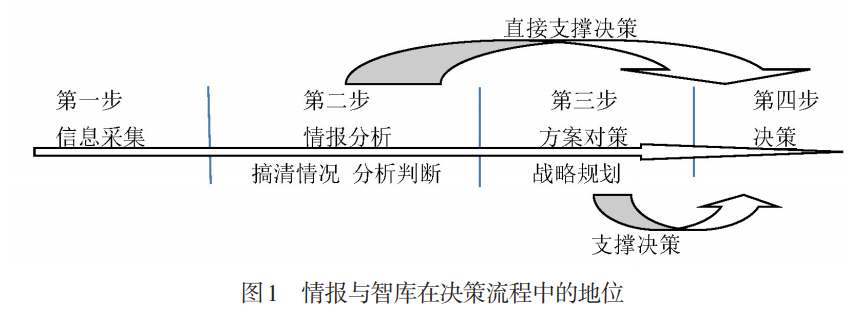 直接支撑决策
第一步 第二步 第三步 第四步
信息采集 情报分析 方案对策 决策
搞清情况 分析判断 战略规划
支撑决策
图1 情报与智库在决策流程中的地位